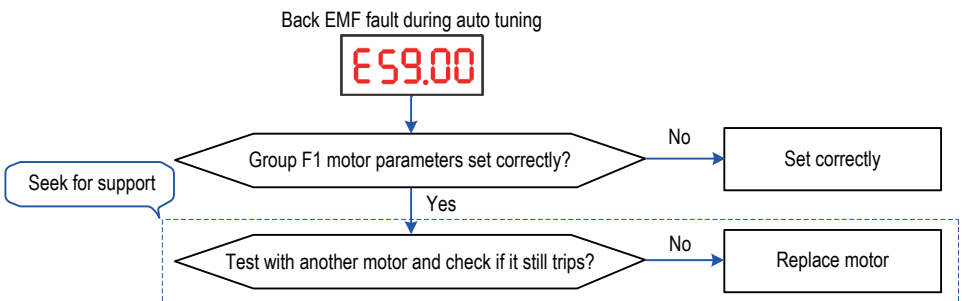 Back EMF fault during auto tuning
E59.00
Group F1 motor parameters set correctly?
No
Set correctly
Seek for support
Yes
Test with another motor and check if it still trips?
No
Replace motor